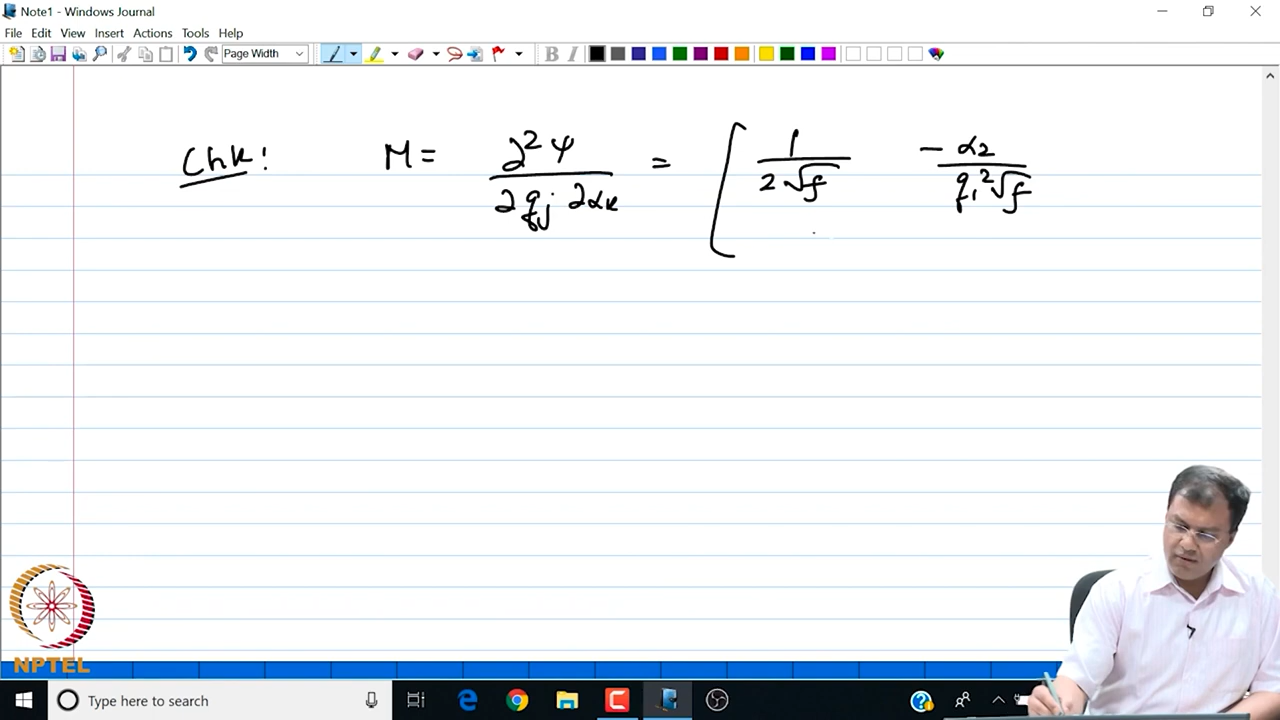 Note1 - Windows Journal
File Edit View Insert Actions Tools Help
Page Width
B I
Chk! M = ∂²ψ / ∂qj ∂αk = [ 1 / 2√f   -α2 / q1²√f
NPTEL
Type here to search